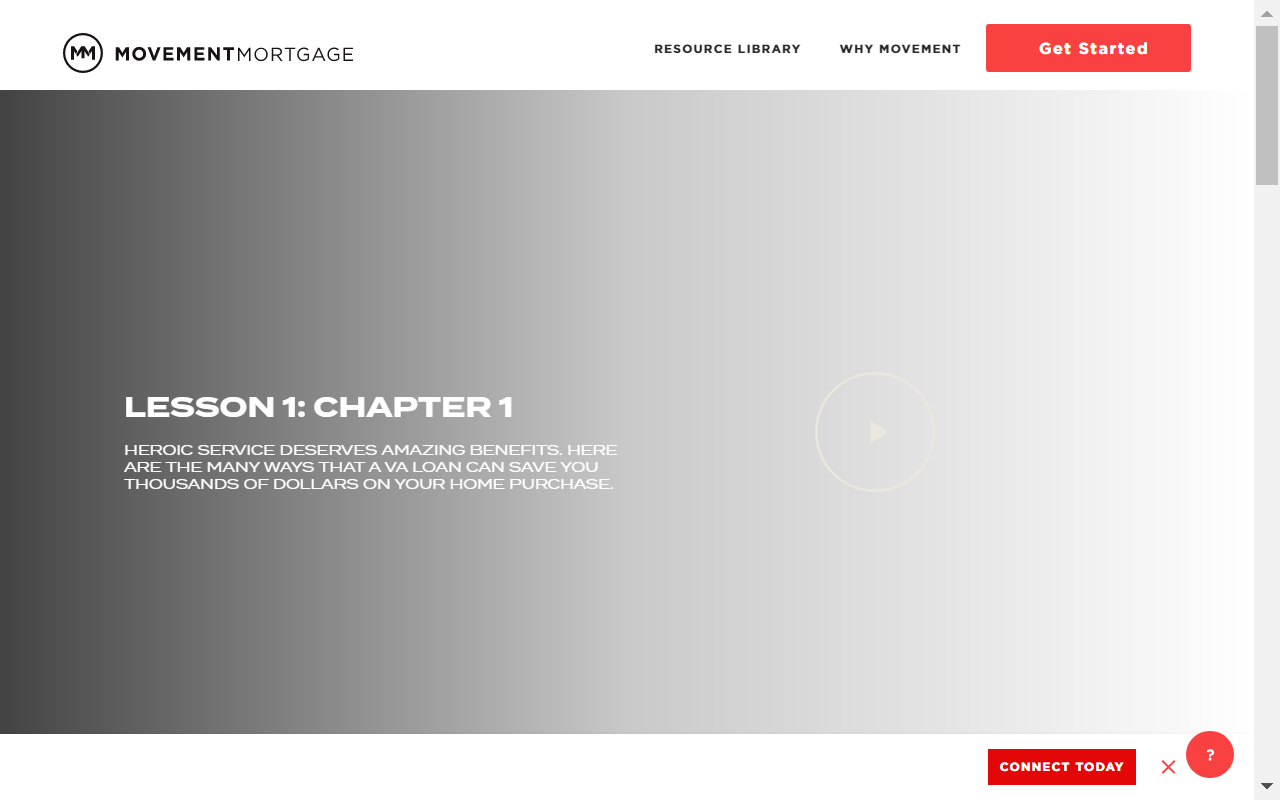 MOVEMENTMORTGAGE
RESOURCE LIBRARY
WHY MOVEMENT
Get Started
LESSON 1: CHAPTER 1
HEROIC SERVICE DESERVES AMAZING BENEFITS. HERE
ARE THE MANY WAYS THAT A VA LOAN CAN SAVE YOU
THOUSANDS OF DOLLARS ON YOUR HOME PURCHASE.
CONNECT TODAY
?